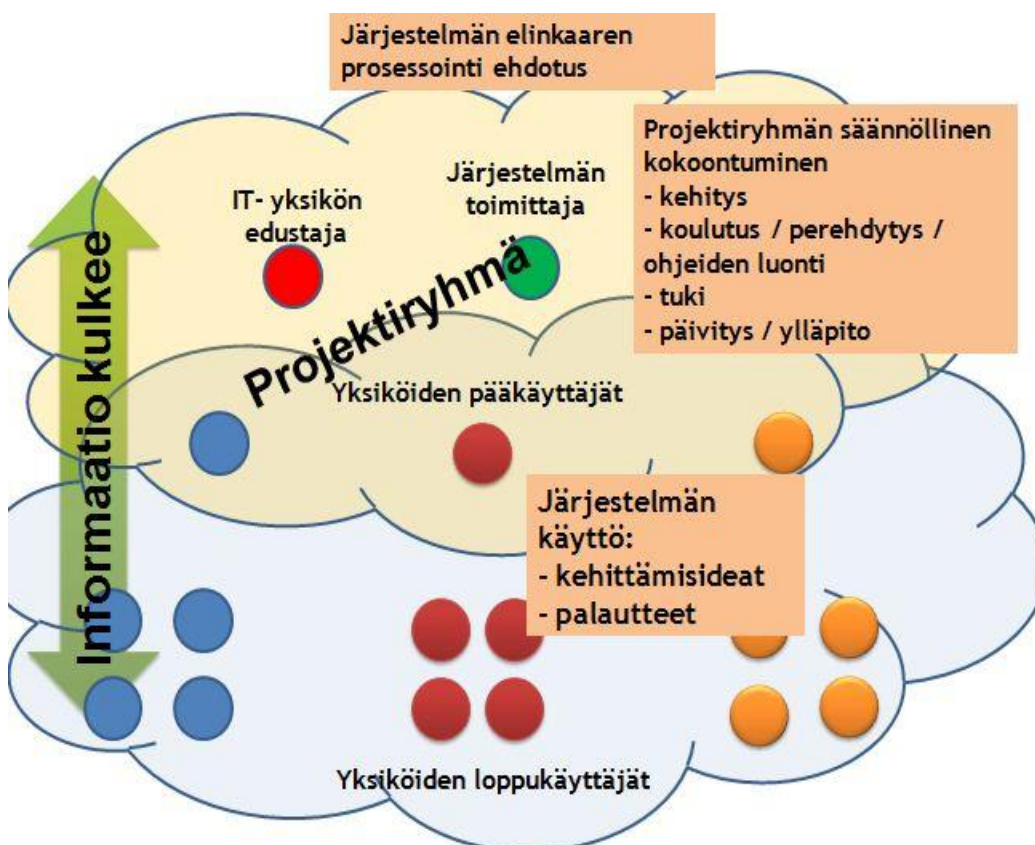 Järjestelmän elinkaaren
prosessointi ehdotus
Projektiryhmän säännöllinen
kokoontuminen
- kehitys
- koulutus / perehdytys /
ohjeiden luonti
- tuki
- päivitys / ylläpito
IT- yksikön
edustaja
Järjestelmän
toimittaja
Projektiryhmä
Informaatio kulkee
Yksiköiden pääkäyttäjät
Järjestelmän
käyttö:
- kehittämisideat
- palautteet
Yksiköiden loppukäyttäjät